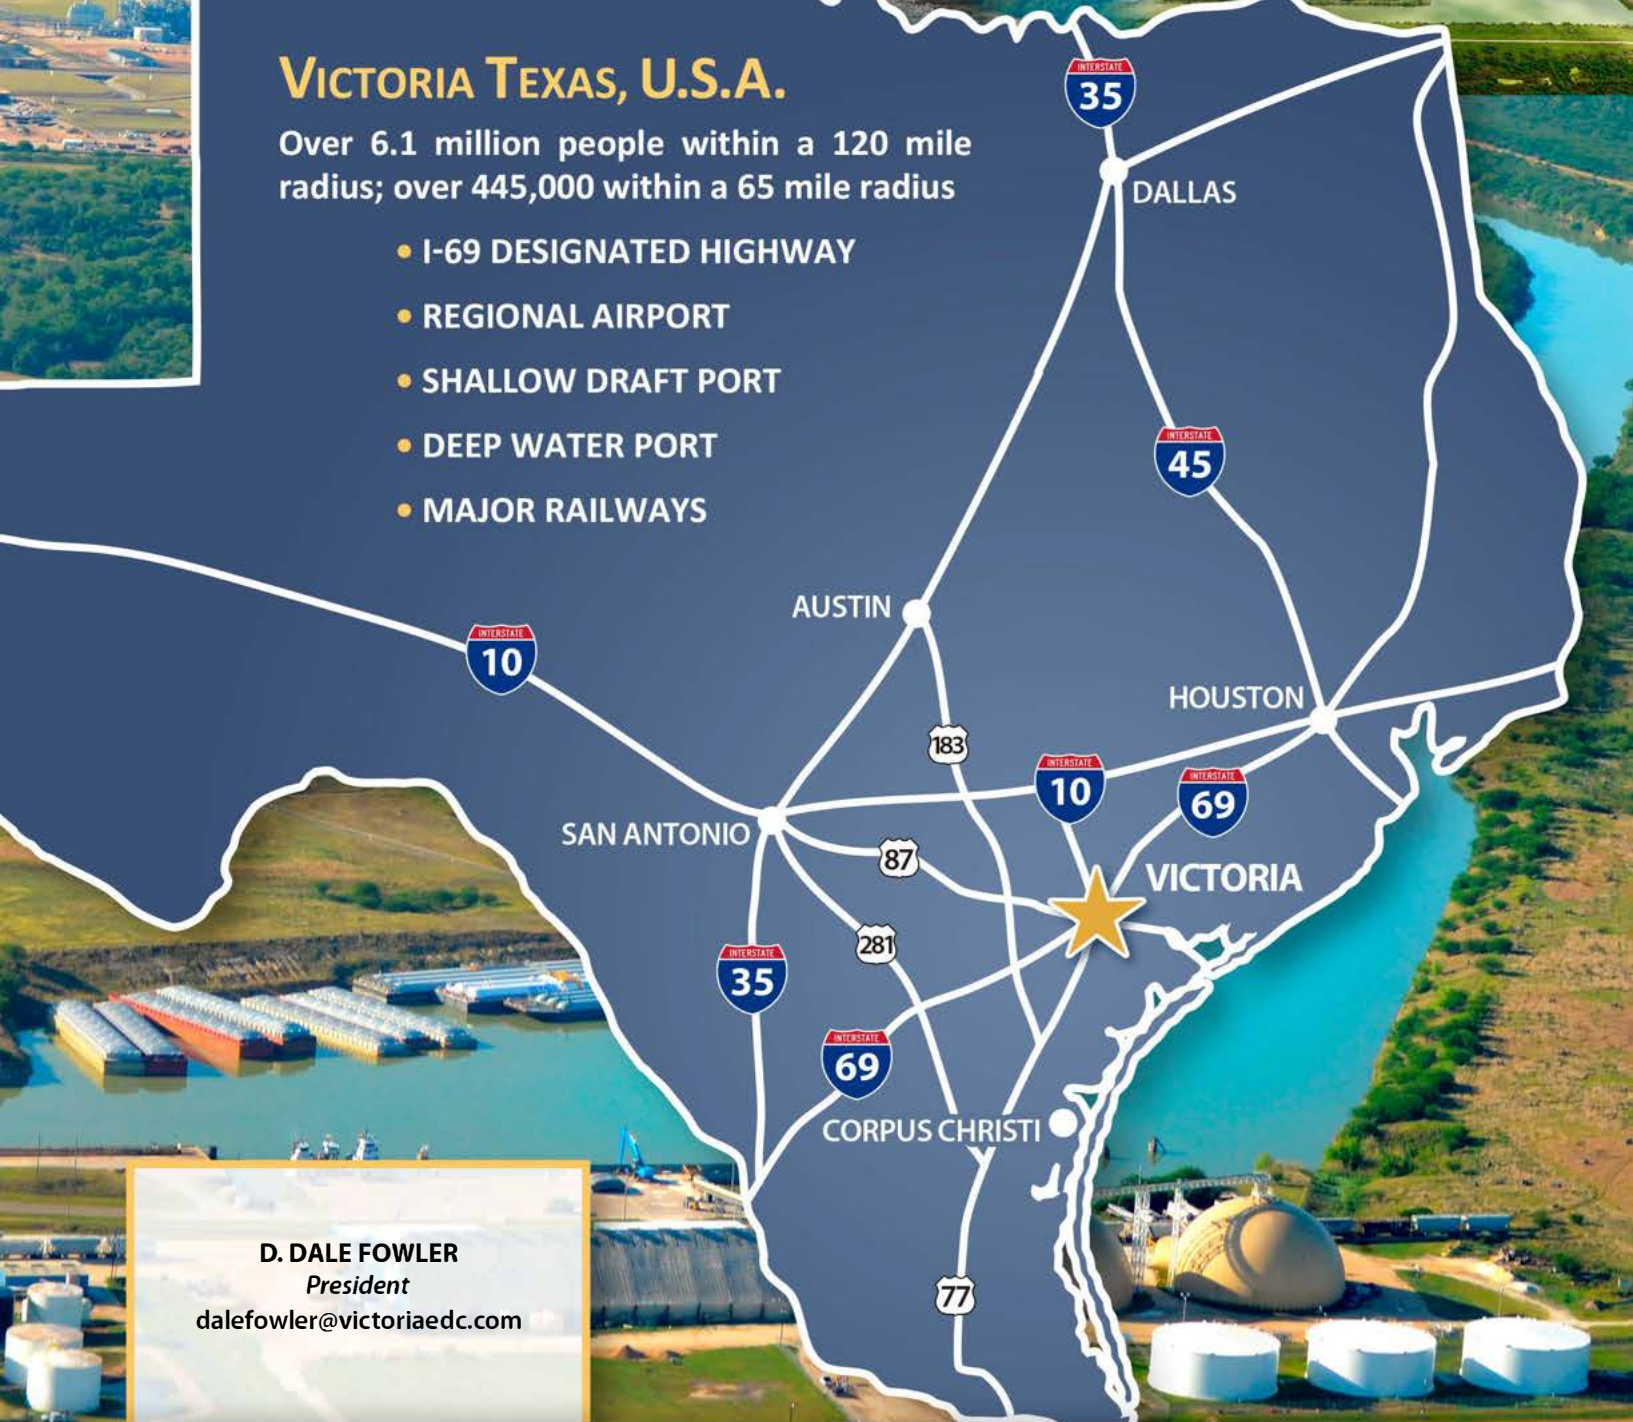 VICTORIA TEXAS, U.S.A.
Over 6.1 million people within a 120 mile
radius; over 445,000 within a 65 mile radius
• I-69 DESIGNATED HIGHWAY
• REGIONAL AIRPORT
• SHALLOW DRAFT PORT
• DEEP WATER PORT
• MAJOR RAILWAYS
INTERSTATE
35
DALLAS
INTERSTATE
45
AUSTIN
INTERSTATE
10
HOUSTON
183
INTERSTATE
10
INTERSTATE
69
SAN ANTONIO
87
VICTORIA
281
INTERSTATE
35
INTERSTATE
69
CORPUS CHRISTI
77
D. DALE FOWLER
President
dalefowler@victoriaedc.com